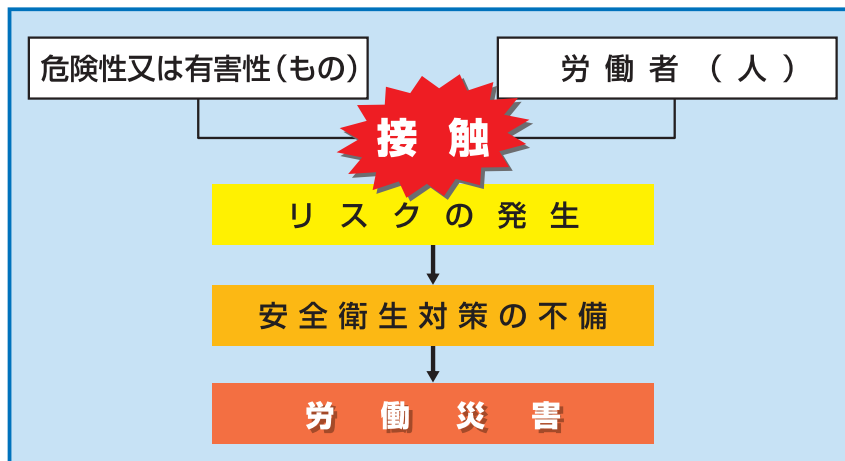 危険性又は有害性(もの)
労働者(人)
接触
リスクの発生
安全衛生対策の不備
労働災害